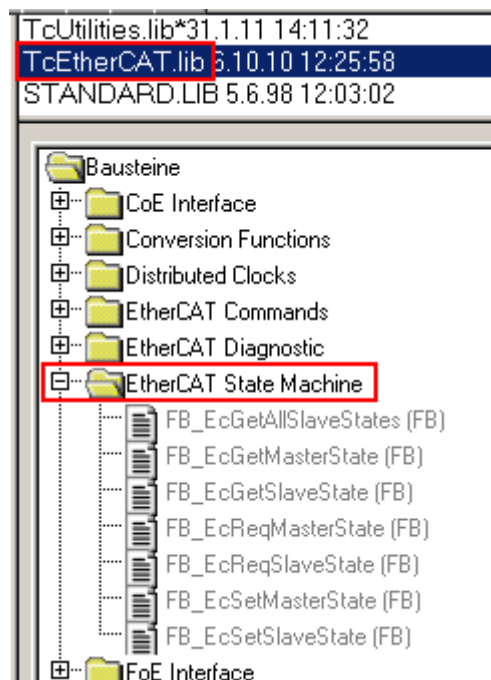 TcUtilities.lib*31.1.11 14:11:32
TcEtherCAT.lib 6.10.10 12:25:58
STANDARD.LIB 5.6.98 12:03:02
Bausteine
CoE Interface
Conversion Functions
Distributed Clocks
EtherCAT Commands
EtherCAT Diagnostic
EtherCAT State Machine
FB_EcGetAllSlaveStates (FB)
FB_EcGetMasterState (FB)
FB_EcGetSlaveState (FB)
FB_EcReqMasterState (FB)
FB_EcReqSlaveState (FB)
FB_EcSetMasterState (FB)
FB_EcSetSlaveState (FB)
FoE Interface